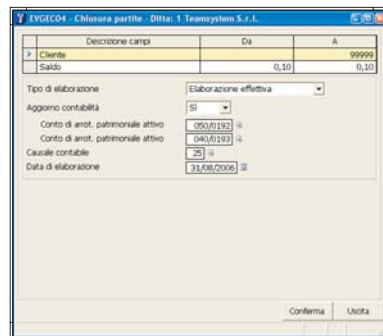 EVGEC04 - Chiusura partite - Ditta: 1 Teamsystem S.r.l.
Descrizione campi Da A
Cliente 99999
Saldo 0,10 0,10
Tipo di elaborazione Elaborazione effettiva
Aggiorno contabilità Sì
Conto di arrot. patrimoniale attivo 050/0192
Conto di arrot. patrimoniale attivo 040/0193
Causale contabile 25
Data di elaborazione 31/08/2006
Conferma Uscita